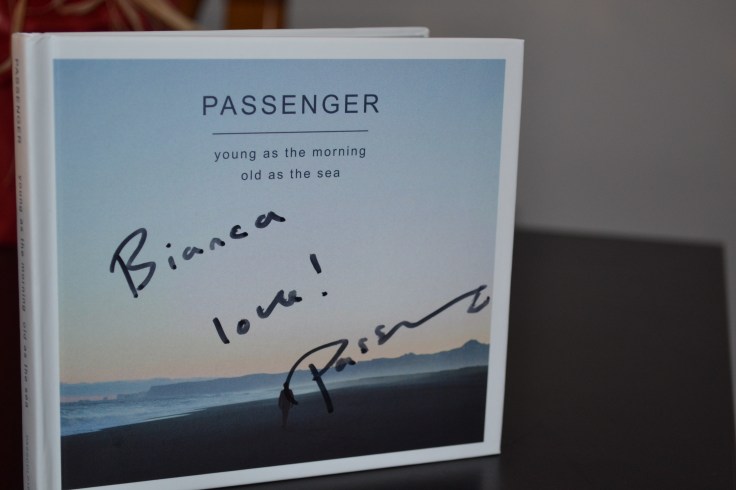 PASSENGER
young as the morning
old as the sea
Bianca
love!
Passenger
PASSENGER young as the morning old as the sea